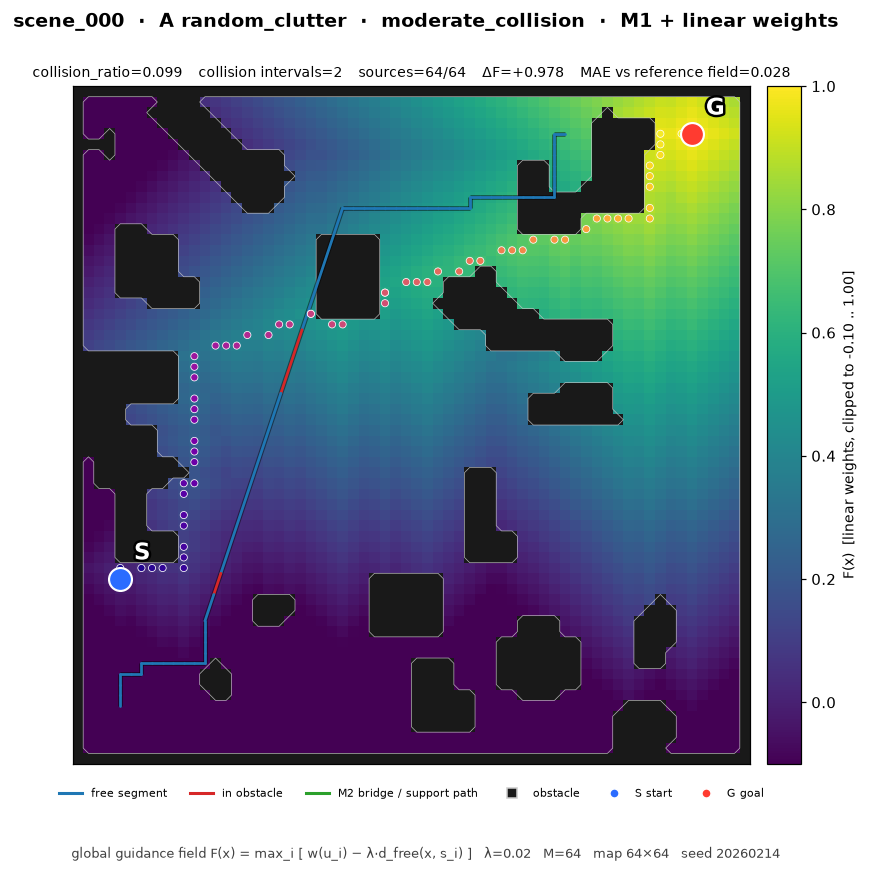 scene_000 · A random_clutter · moderate_collision · M1 + linear weights
collision_ratio=0.099 collision intervals=2 sources=64/64 ΔF=+0.978 MAE vs reference field=0.028
G
S
1.0
0.8
0.6
0.4
0.2
0.0
F(x) [linear weights, clipped to -0.10 .. 1.00]
free segment
in obstacle
M2 bridge / support path
obstacle
S start
G goal
global guidance field F(x) = max_i [ w(u_i) − λ·d_free(x, s_i) ] λ=0.02 M=64 map 64×64 seed 20260214